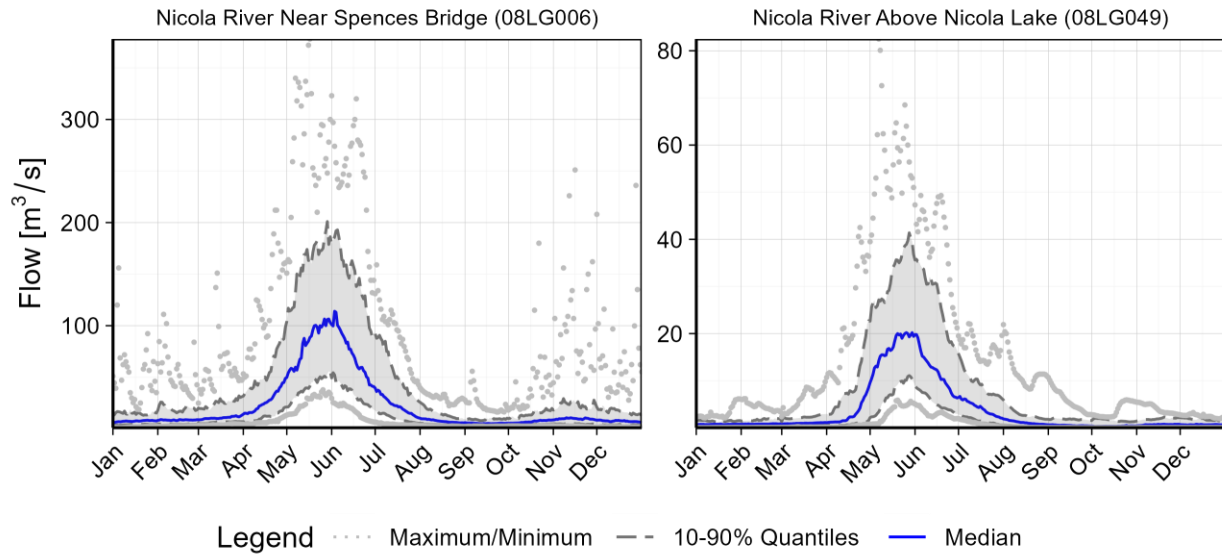 Nicola River Near Spences Bridge (08LG006)
Nicola River Above Nicola Lake (08LG049)
Flow [m³/s]
300
200
100
80
60
40
20
Jan Feb Mar Apr May Jun Jul Aug Sep Oct Nov Dec
Jan Feb Mar Apr May Jun Jul Aug Sep Oct Nov Dec
Legend Maximum/Minimum 10-90% Quantiles Median